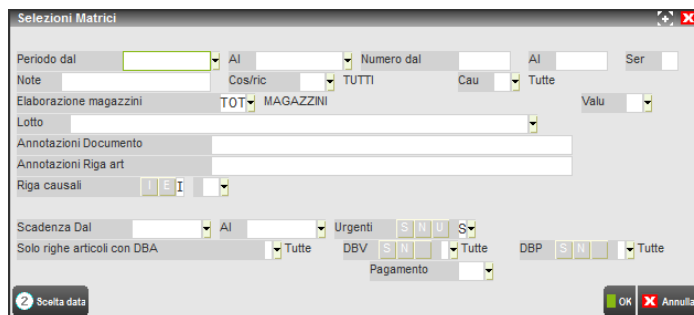 Selezioni Matrici
Periodo dal Al Numero dal Al Ser
Note Cos/ric TUTTI Cau Tutte
Elaborazione magazzini TOT MAGAZZINI Valu
Lotto
Annotazioni Documento
Annotazioni Riga art
Riga causali I E I
Scadenza Dal Al Urgenti S N U S
Solo righe articoli con DBA Tutte DBV S N Tutte DBP S N Tutte
Pagamento
2 Scelta data OK X Annulla